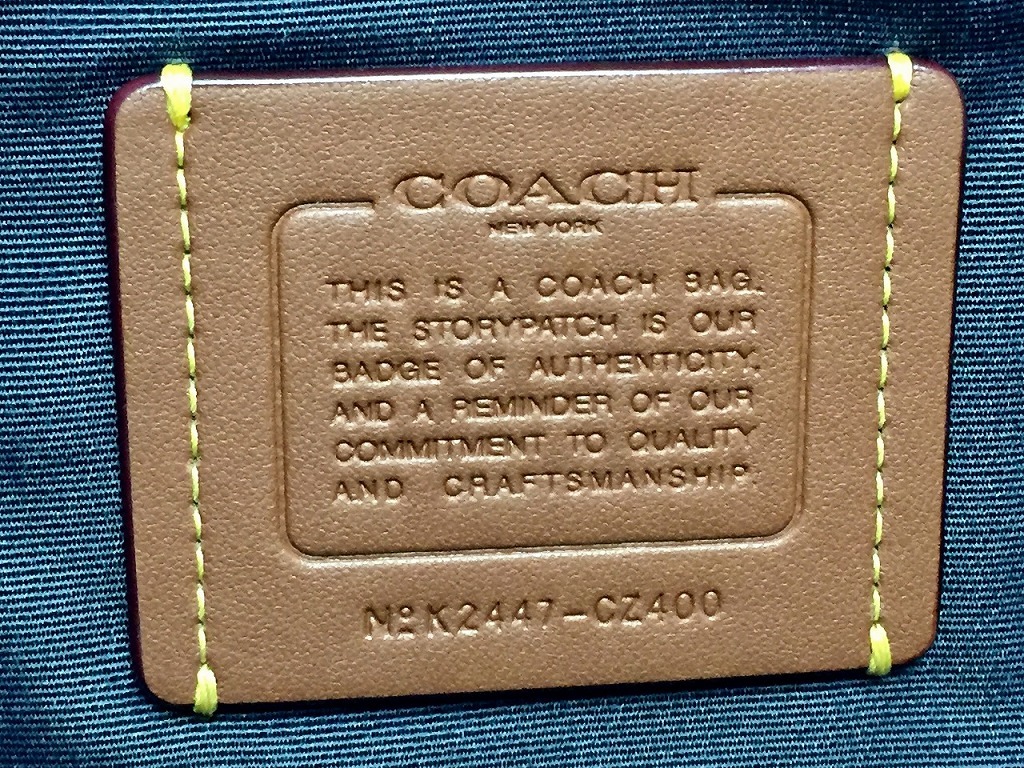 COACH
NEW YORK
THIS IS A COACH BAG.
THE STORYPATCH IS OUR
BADGE OF AUTHENTICITY,
AND A REMINDER OF OUR
COMMITMENT TO QUALITY
AND CRAFTSMANSHIP.
Nº K2447-CZ400